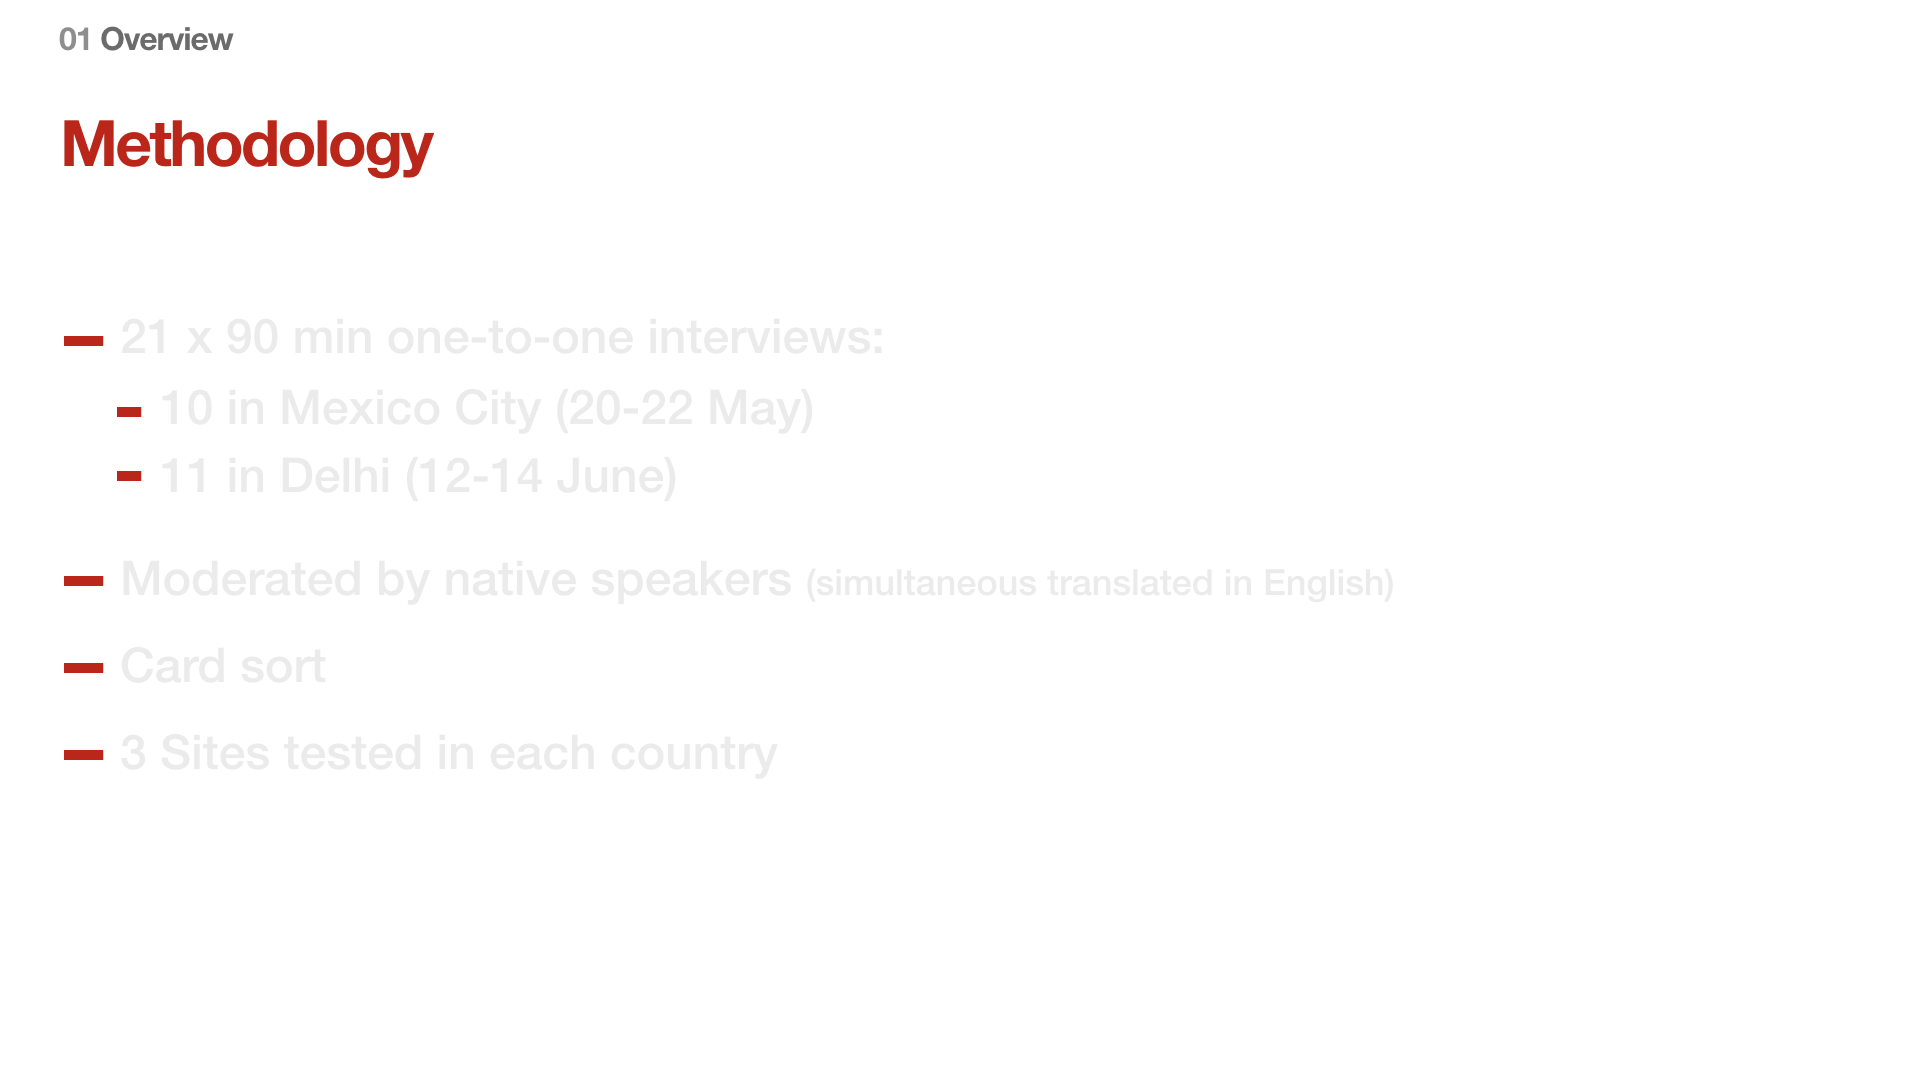 01 Overview
Methodology
21 x 90 min one-to-one interviews:
10 in Mexico City (20-22 May)
11 in Delhi (12-14 June)
Moderated by native speakers (simultaneous translated in English)
Card sort
3 Sites tested in each country